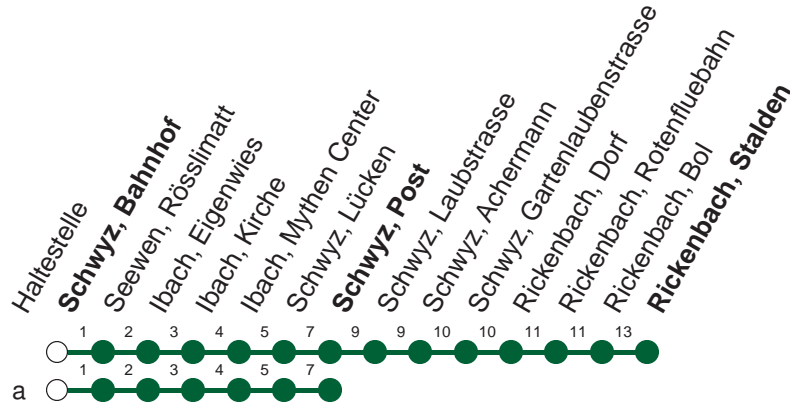 Haltestelle
Schwyz, Bahnhof
Seewen, Rösslimatt
Ibach, Eigenwies
Ibach, Kirche
Ibach, Mythen Center
Schwyz, Lücken
Schwyz, Post
Schwyz, Laubstrasse
Schwyz, Achermann
Schwyz, Gartenlaubenstrasse
Rickenbach, Dorf
Rickenbach, Rotenfluebahn
Rickenbach, Bol
Rickenbach, Stalden
1 2 3 4 5 7 9 9 10 10 11 11 13
a 1 2 3 4 5 7